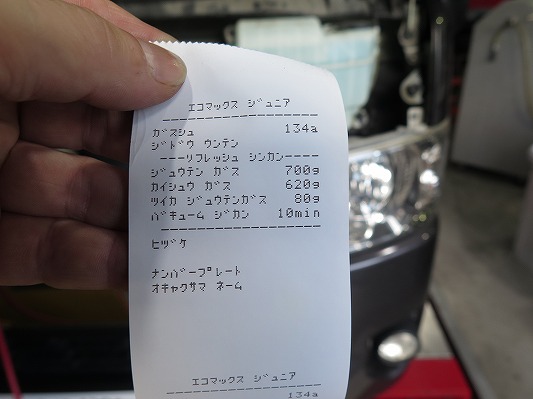 エコマックス ジュニア
--------------------
ガスシュ 134a
ジドウ ウンテン
---リフレッシュ シンカン----
ジュウテン ガス 700g
カイシュウ ガス 620g
ツイカ ジュウテンガス 80g
バキューム ジカン 10min
--------------------
ヒヅケ
ナンバープレート
オキャクサマ ネーム
エコマックス ジュニア
--------------------
134a